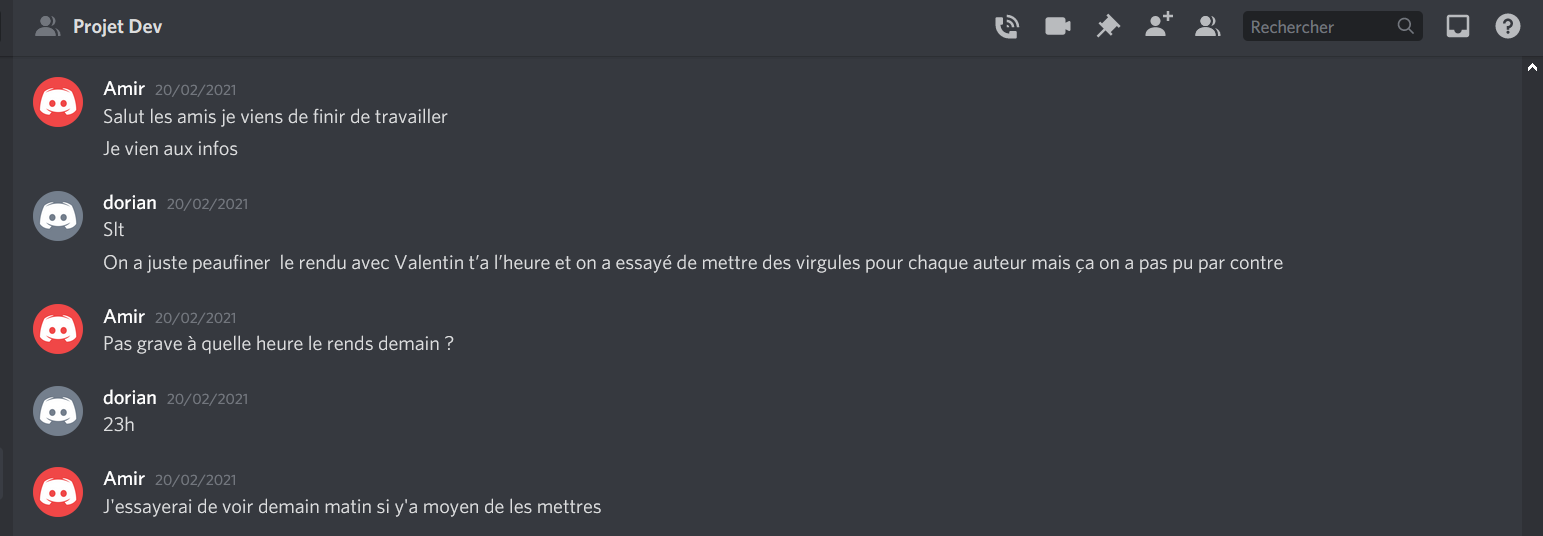 Projet Dev
Rechercher
Amir 20/02/2021
Salut les amis je viens de finir de travailler
Je vien aux infos
dorian 20/02/2021
Slt
On a juste peaufiner  le rendu avec Valentin t’a l’heure et on a essayé de mettre des virgules pour chaque auteur mais ça on a pas pu par contre
Amir 20/02/2021
Pas grave à quelle heure le rends demain ?
dorian 20/02/2021
23h
Amir 20/02/2021
J'essayerai de voir demain matin si y'a moyen de les mettres